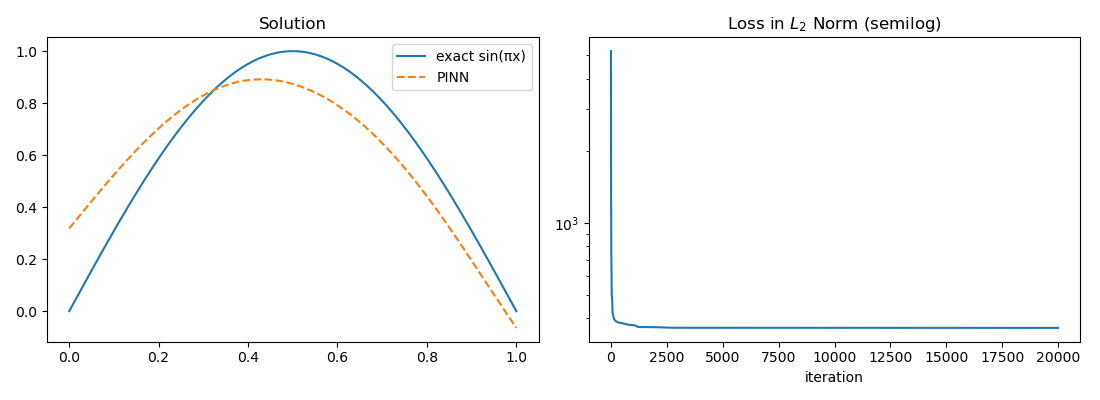 Solution
exact sin(πx)
PINN
1.0
0.8
0.6
0.4
0.2
0.0
0.0 0.2 0.4 0.6 0.8 1.0
Loss in L₂ Norm (semilog)
10³
0 2500 5000 7500 10000 12500 15000 17500 20000
iteration